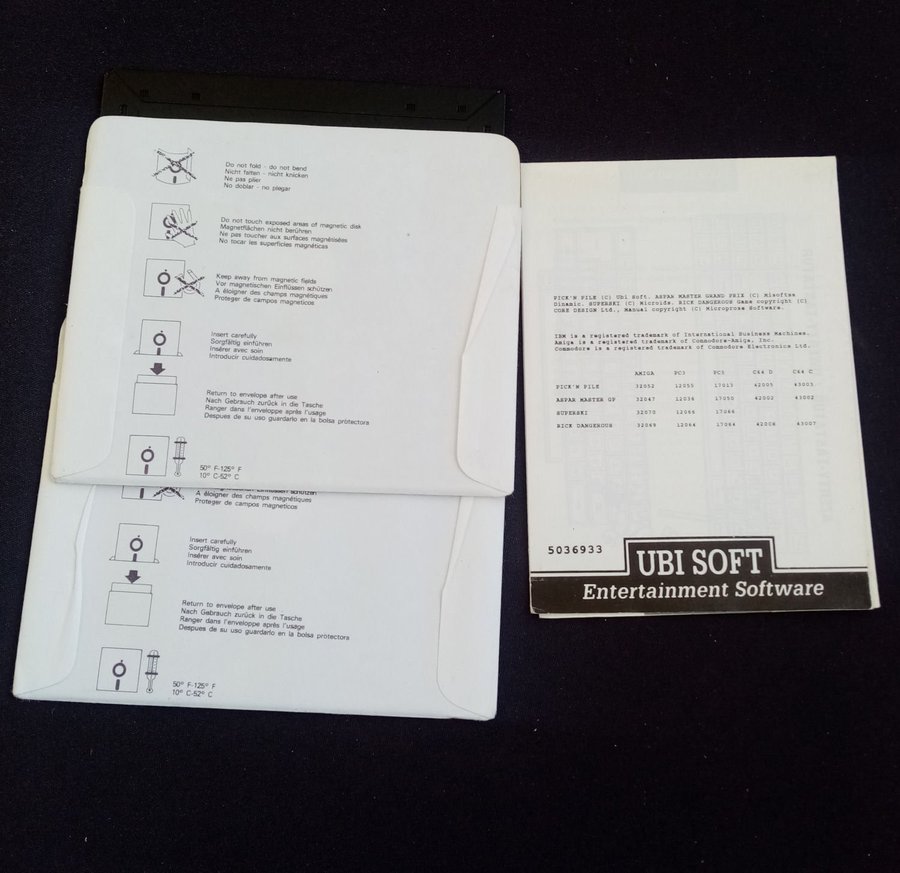 Do not fold - do not bend
Nicht falten - nicht knicken
Ne pas plier
No doblar - no plegar
Do not touch exposed areas of magnetic disk
Magnetflächen nicht berühren
Ne pas toucher aux surfaces magnétisées
No tocar las superficies magnéticas
Keep away from magnetic fields
Vor magnetischen Einflüssen schützen
A éloigner des champs magnétiques
Proteger de campos magneticos
Insert carefully
Sorgfältig einführen
Insérer avec soin
Introducir cuidadosamente
Return to envelope after use
Nach Gebrauch zurück in die Tasche
Ranger dans l'enveloppe après l'usage
Despues de su uso guardarlo en la bolsa protectora
50° F-125° F
10° C-52° C
A éloigner des champs magnétiques
Proteger de campos magneticos
Insert carefully
Sorgfältig einführen
Insérer avec soin
Introducir cuidadosamente
Return to envelope after use
Nach Gebrauch zurück in die Tasche
Ranger dans l'enveloppe après l'usage
Despues de su uso guardarlo en la bolsa protectora
50° F-125° F
10° C-52° C
PICK'N PILE (C) Ubi Soft. ASPAR MASTER GRAND PRIX (C)
Dinamic. SUPERSKI (C) Microids. RICK DANGEROUS Game copyright (C)
CORE DESIGN Ltd., Manual copyright (C) Microprose Software.
IBM is a registered trademark of International Business Machines.
Amiga is a registered trademark of Commodore-Amiga, Inc.
Commodore is a registered trademark of Commodore Electronics Ltd.
AMIGA PC5 PC3 C64 D C64 C
PICK'N PILE 32052 12055 17013 42005 43003
ASPAR MASTER GP 32047 12036 17050 42002 43002
SUPERSKI 32070 12066 17066
RICK DANGEROUS 32069 12064 17064 42008 43007
5036933
UBI SOFT
Entertainment Software